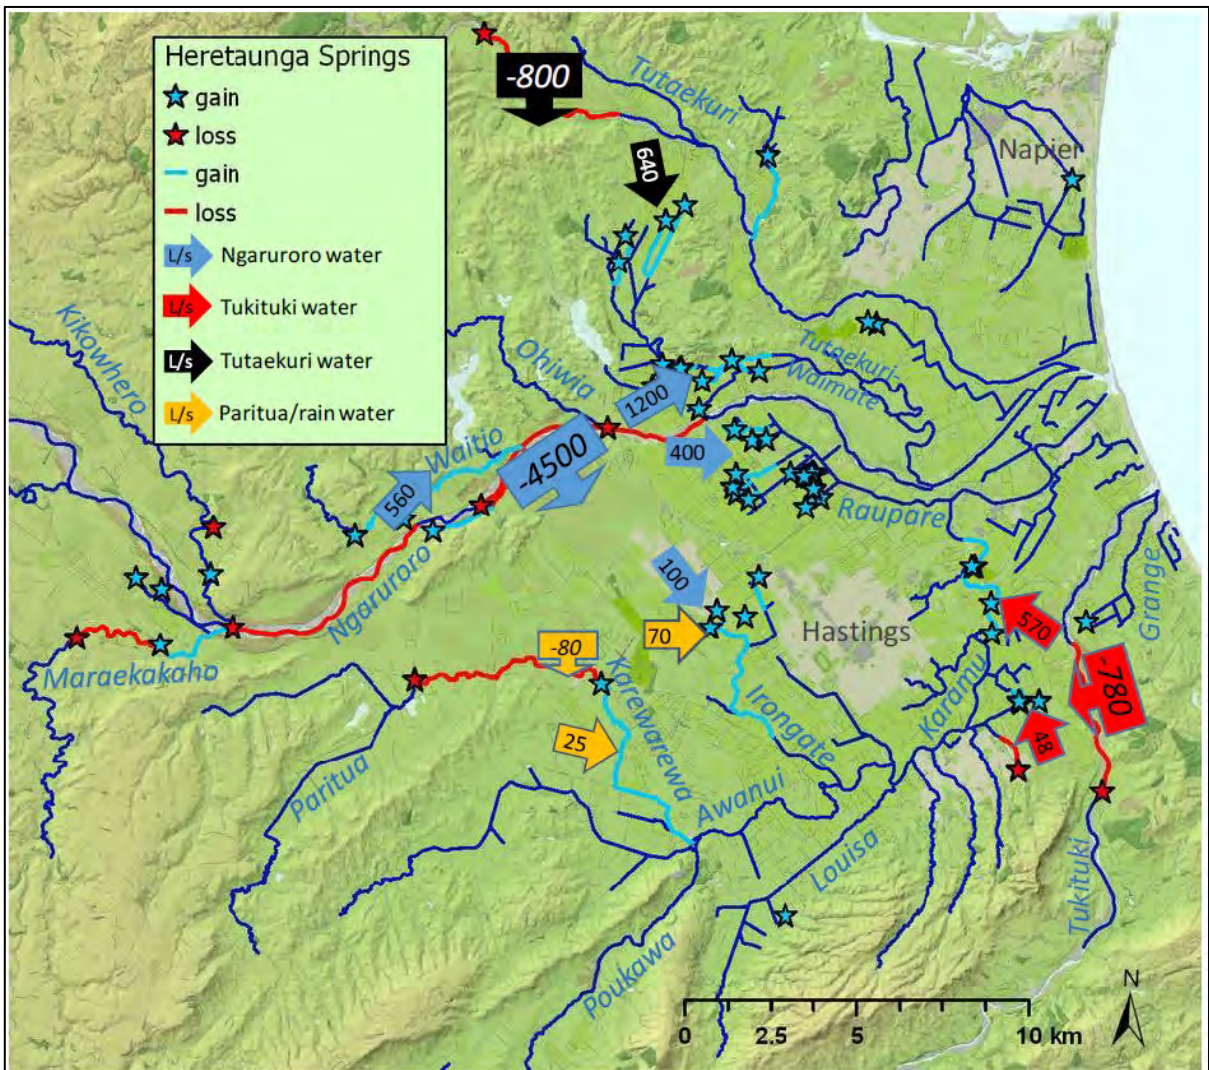 Heretaunga Springs
gain
loss
gain
loss
L/s Ngaruroro water
L/s Tukituki water
L/s Tutaekuri water
L/s Paritua/rain water
-800
Tutaekuri
640
Napier
Kikowhero
Ohiwia
Tutaekuri
Waimate
1200
Waitio
-4500
400
560
Raupare
Ngaruroro
100
Grange
570
Hastings
70
-80
Maraekakaho
Karewarewa
Karamu
-780
Irongate
48
25
Paritua
Awanui
Louisa
Tukituki
Poukawa
N
0 2.5 5 10 km